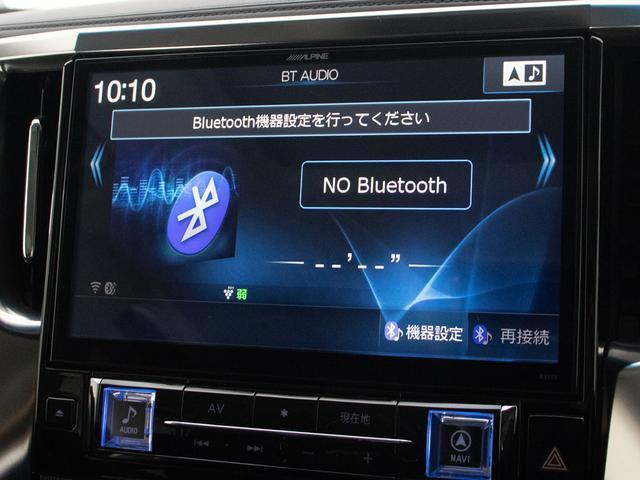 ALPINE
BT AUDIO
10:10
Bluetooth機器設定を行ってください
NO Bluetooth
--'--"
弱
機器設定
再接続
AV
*
現在地
AUDIO
NAVI